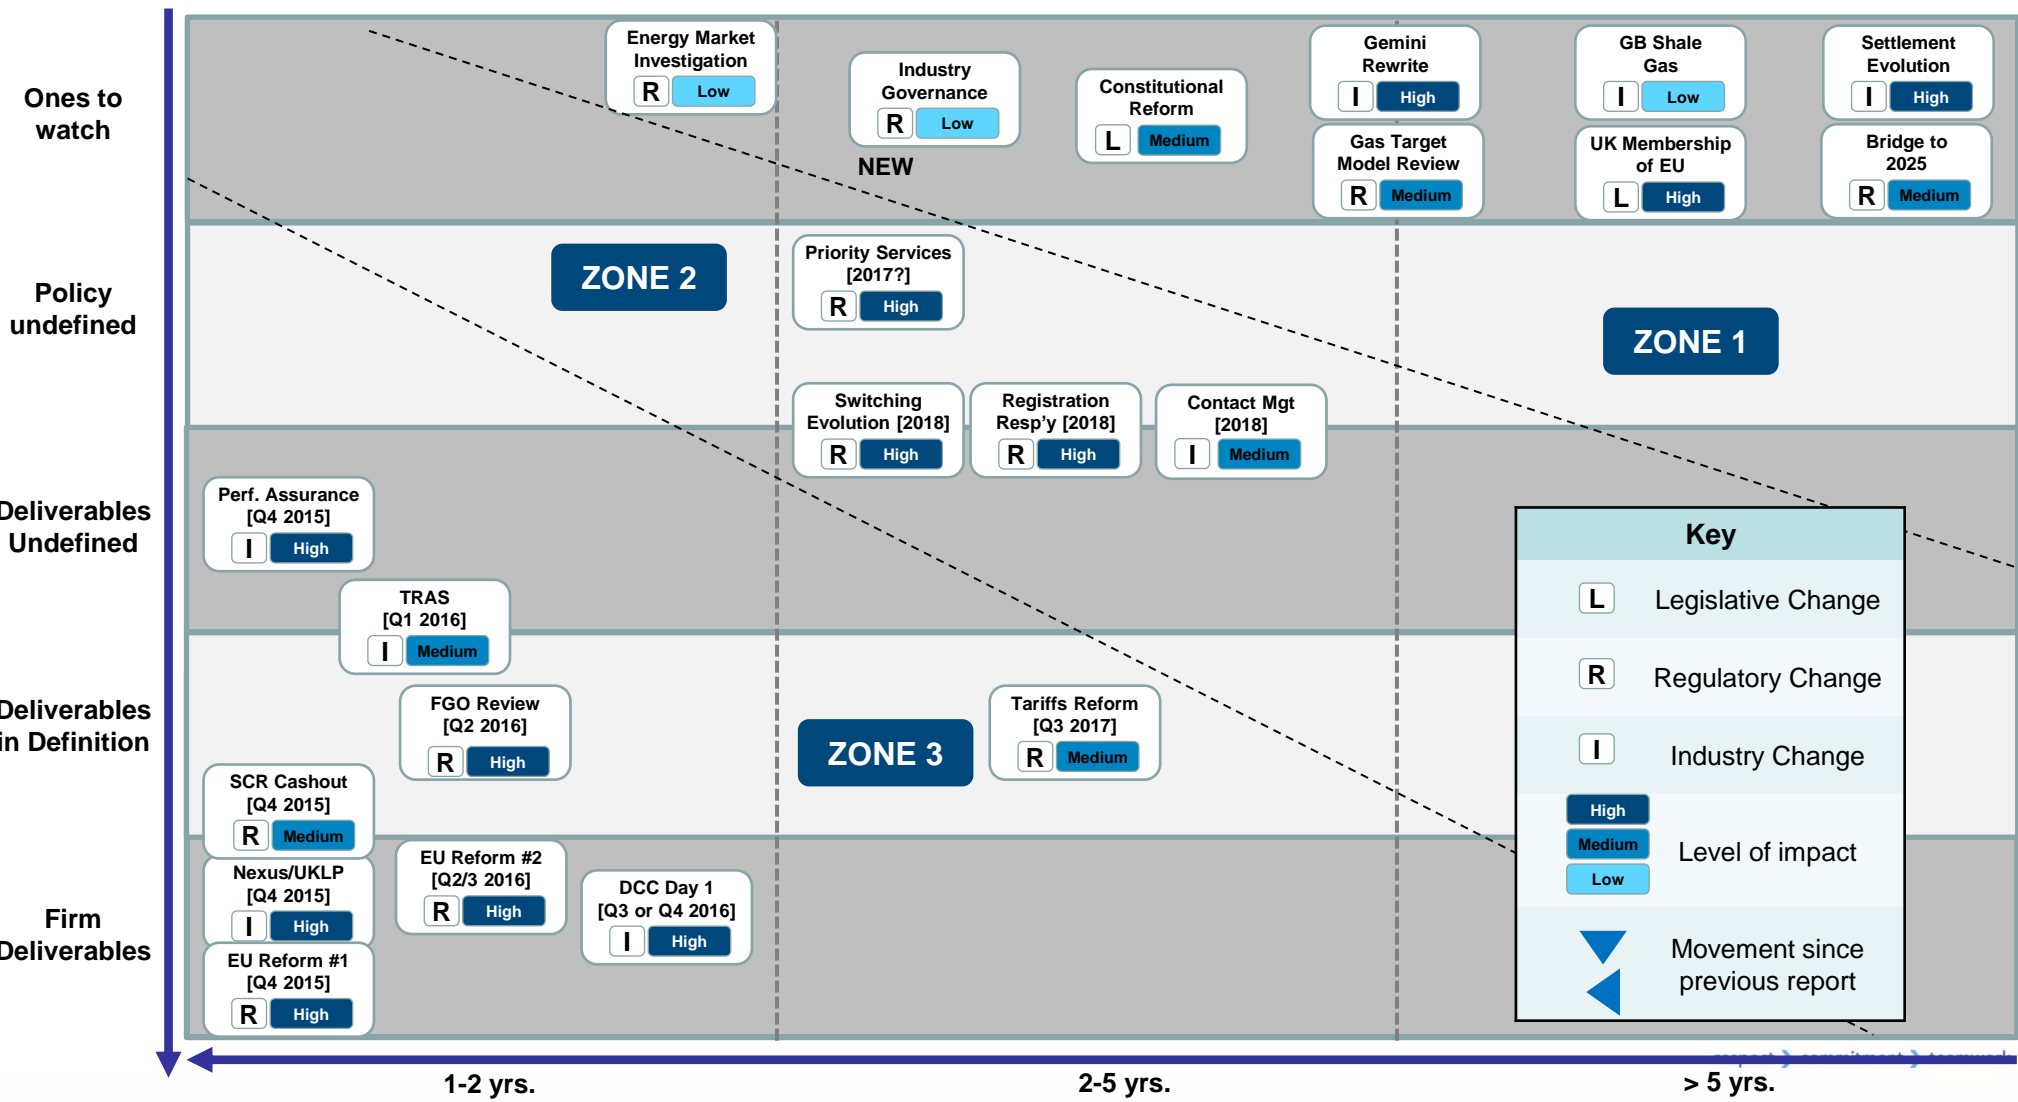 Ones to
watch
Energy Market
Investigation
R Low
Industry
Governance
R Low
NEW
Constitutional
Reform
L Medium
Gemini
Rewrite
I High
Gas Target
Model Review
R Medium
GB Shale
Gas
I Low
UK Membership
of EU
L High
Settlement
Evolution
I High
Bridge to
2025
R Medium
Policy
undefined
ZONE 2
Priority Services
[2017?]
R High
ZONE 1
Switching
Evolution [2018]
R High
Registration
Resp'y [2018]
R High
Contact Mgt
[2018]
I Medium
Deliverables
Undefined
Perf. Assurance
[Q4 2015]
I High
TRAS
[Q1 2016]
I Medium
Deliverables
in Definition
FGO Review
[Q2 2016]
R High
ZONE 3
Tariffs Reform
[Q3 2017]
R Medium
SCR Cashout
[Q4 2015]
R Medium
Firm
Deliverables
Nexus/UKLP
[Q4 2015]
I High
EU Reform #1
[Q4 2015]
R High
EU Reform #2
[Q2/3 2016]
R High
DCC Day 1
[Q3 or Q4 2016]
I High
Key
L Legislative Change
R Regulatory Change
I Industry Change
High
Medium
Low
Level of impact
Movement since
previous report
respect > commitment > teamwork
1-2 yrs.
2-5 yrs.
> 5 yrs.